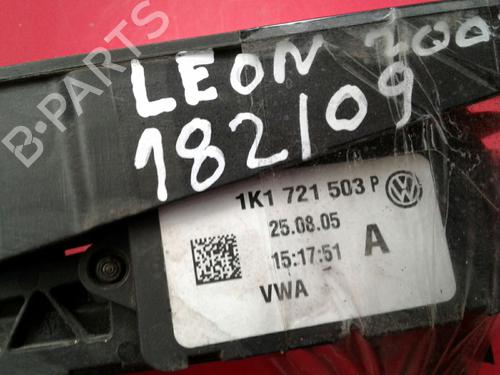 B-PARTS
LEON 200
182109
1K1 721 503 P
25.08.05
15:17:51 A
VWA